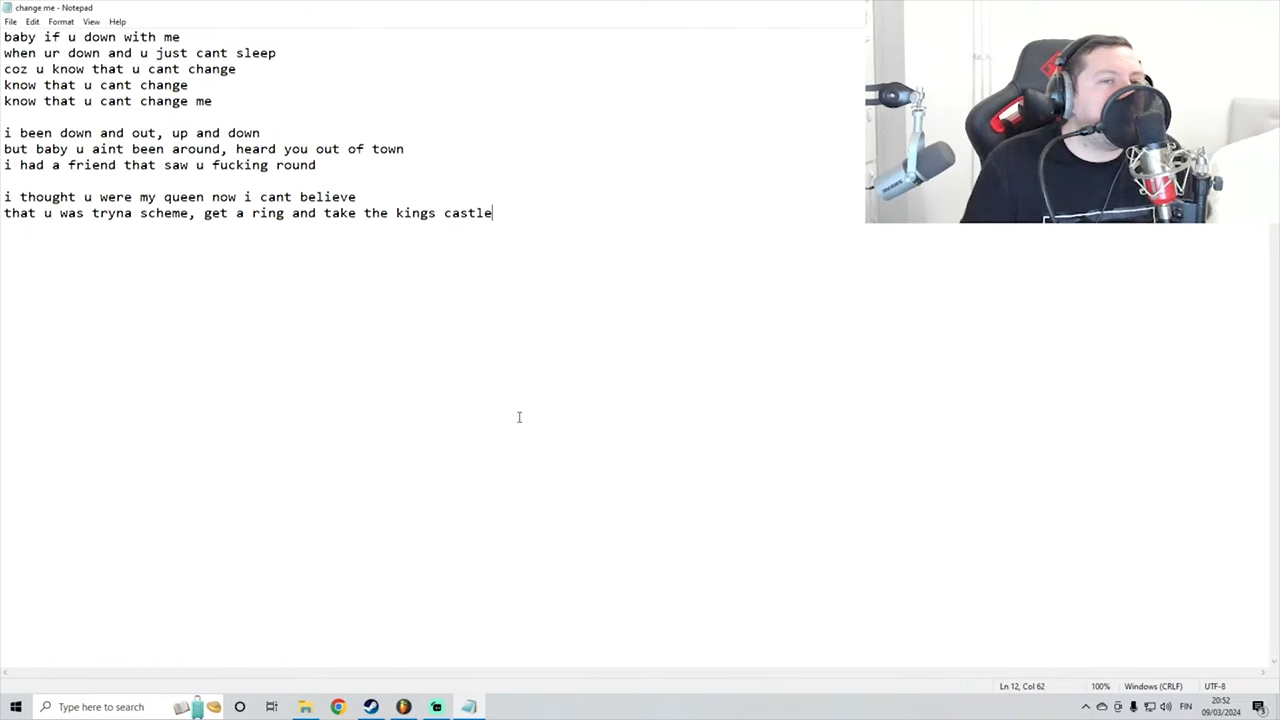 change me - Notepad
File Edit Format View Help
baby if u down with me
when ur down and u just cant sleep
coz u know that u cant change
know that u cant change
know that u cant change me
i been down and out, up and down
but baby u aint been around, heard you out of town
i had a friend that saw u fucking round
i thought u were my queen now i cant believe
that u was tryna scheme, get a ring and take the kings castle
Ln 12, Col 62 100% Windows (CRLF) UTF-8
Type here to search
FIN
20:52
09/03/2024